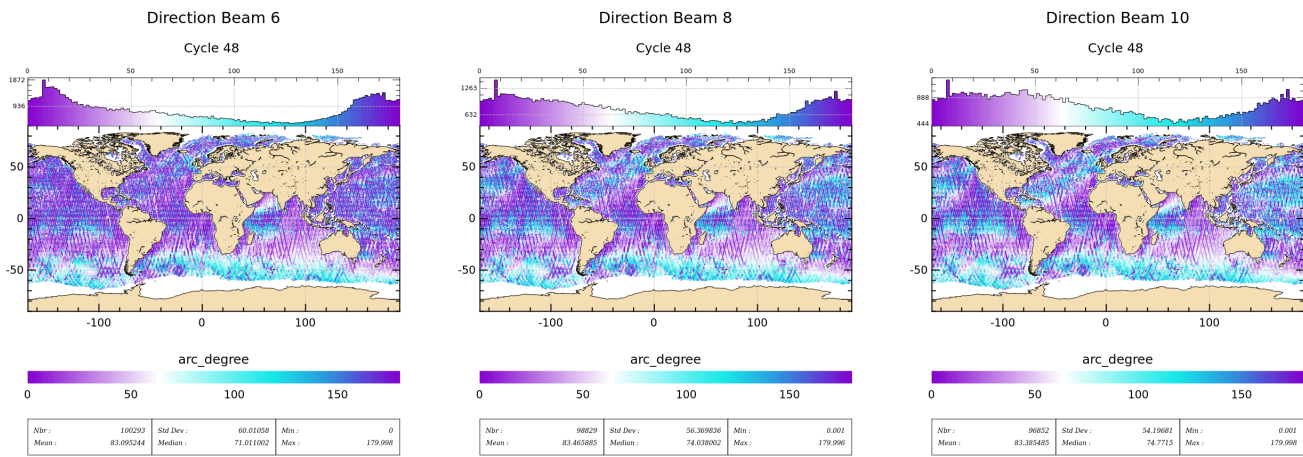 Direction Beam 6
Cycle 48
0 50 100 150
1872
936
50
0
-50
-100 0 100
arc_degree
0 50 100 150
Nbr : 100293 Std Dev : 60.01058 Min : 0
Mean : 83.095244 Median : 71.011002 Max : 179.998
Direction Beam 8
Cycle 48
0 50 100 150
1263
632
50
0
-50
-100 0 100
arc_degree
0 50 100 150
Nbr : 98829 Std Dev : 56.369836 Min : 0.001
Mean : 83.465885 Median : 74.038002 Max : 179.996
Direction Beam 10
Cycle 48
0 50 100 150
888
444
50
0
-50
-100 0 100
arc_degree
0 50 100 150
Nbr : 96852 Std Dev : 54.19681 Min : 0.001
Mean : 83.385485 Median : 74.7715 Max : 179.998